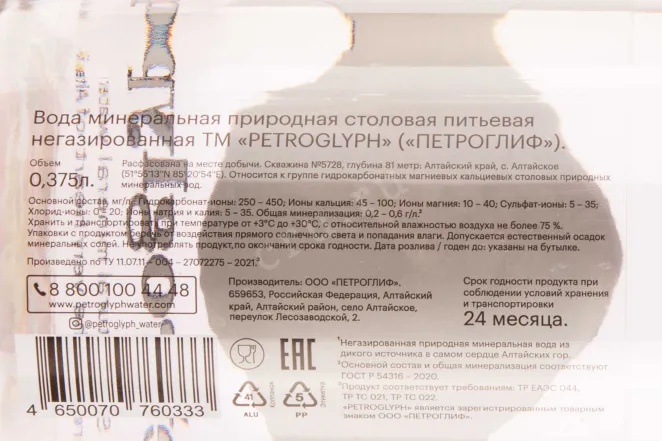 Вода минеральная природная столовая питьевая
негазированная ТМ «PETROGLYPH» («ПЕТРОГЛИФ»).
Объем
0,375л.
Расфасована на месте добычи. Скважина №5728, глубина 81 метр: Алтайский край, с. Алтайское
(51°55'13"N 85°20'54"E). Относится к группе гидрокарбонатных магниевых кальциевых столовых природных
минеральных вод.
Основной состав, мг/л: Гидрокарбонат-ионы: 250 – 450; Ионы кальция: 45 – 100; Ионы магния: 10 – 40; Сульфат-ионы: 5 – 35;
Хлорид-ионы: 0 – 20; Ионы натрия и калия: 5 – 35. Общая минерализация: 0,2 – 0,6 г/л.²
Хранить и транспортировать при температуре от +3°С до +30°С, с относительной влажностью воздуха не более 75 %.
Упаковки с продуктом беречь от воздействия прямого солнечного света и попадания влаги. Допускается естественный осадок
минеральных солей. Не употреблять продукт, по окончания срока годности. Дата розлива / годен до: указаны на бутылке.
Произведено по ТУ 11.07.11 – 004 – 27072275 – 2021.³
8 800 100 44 48
www.petroglyphwater.com
@petroglyph_water
Производитель: ООО «ПЕТРОГЛИФ».
659653, Российская Федерация, Алтайский
край, Алтайский район, село Алтайское,
переулок Лесозаводской, 2.
Срок годности продукта при
соблюдении условий хранения
и транспортировки
24 месяца.
4 650070 760333
EAC
41
ALU
5
PP
¹Негазированная природная минеральная вода из
дикого источника в самом сердце Алтайских гор.
²Основной состав и общая минерализация соответствуют
ГОСТ Р 54316 – 2020.
³Продукт соответствует требованиям: ТР ЕАЭС 044,
ТР ТС 021, ТР ТС 022.
«PETROGLYPH» является зарегистрированным товарным
знаком ООО «ПЕТРОГЛИФ».